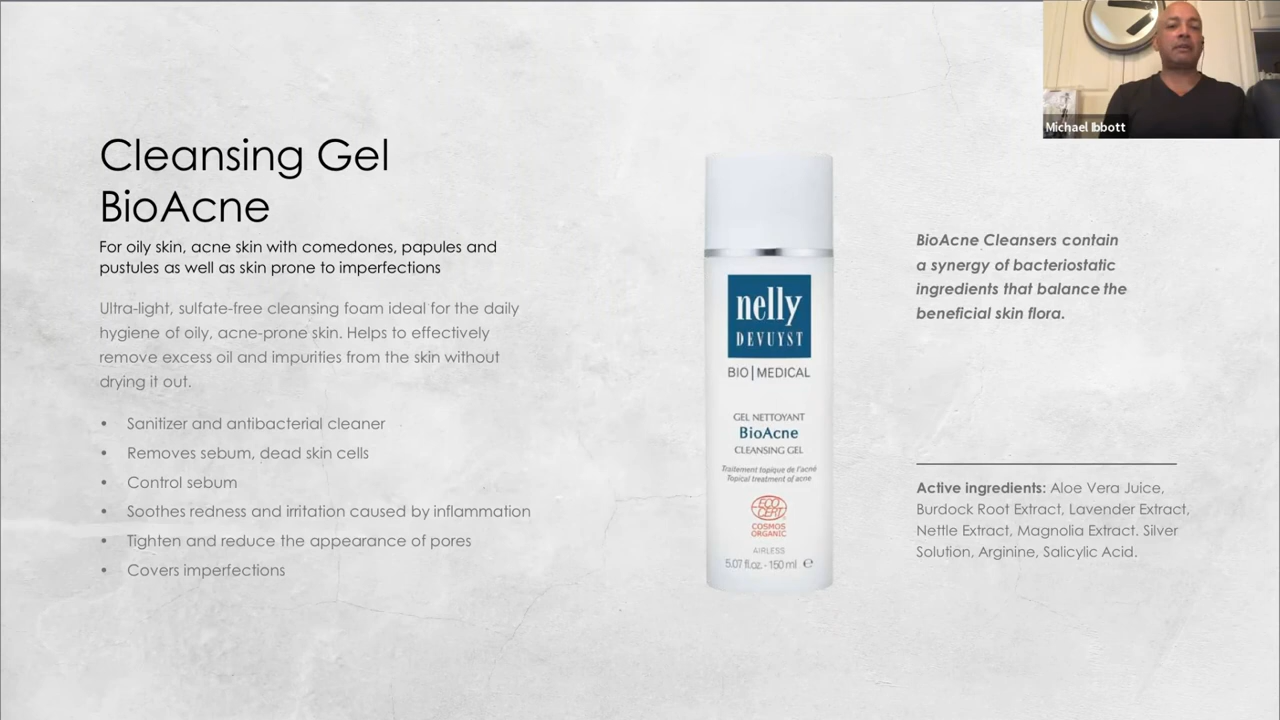 Michael Ibbott
Cleansing Gel
BioAcne
For oily skin, acne skin with comedones, papules and
pustules as well as skin prone to imperfections
Ultra-light, sulfate-free cleansing foam ideal for the daily
hygiene of oily, acne-prone skin. Helps to effectively
remove excess oil and impurities from the skin without
drying it out.
• Sanitizer and antibacterial cleaner
• Removes sebum, dead skin cells
• Control sebum
• Soothes redness and irritation caused by inflammation
• Tighten and reduce the appearance of pores
• Covers imperfections
nelly
DEVUYST
BIO|MEDICAL
GEL NETTOYANT
BioAcne
CLEANSING GEL
Traitement topique de l'acné
Topical treatment of acne
ECO
CERT
COSMOS
ORGANIC
AIRLESS
5.07 fl.oz. - 150 ml ℮
BioAcne Cleansers contain
a synergy of bacteriostatic
ingredients that balance the
beneficial skin flora.
Active ingredients: Aloe Vera Juice,
Burdock Root Extract, Lavender Extract,
Nettle Extract, Magnolia Extract. Silver
Solution, Arginine, Salicylic Acid.